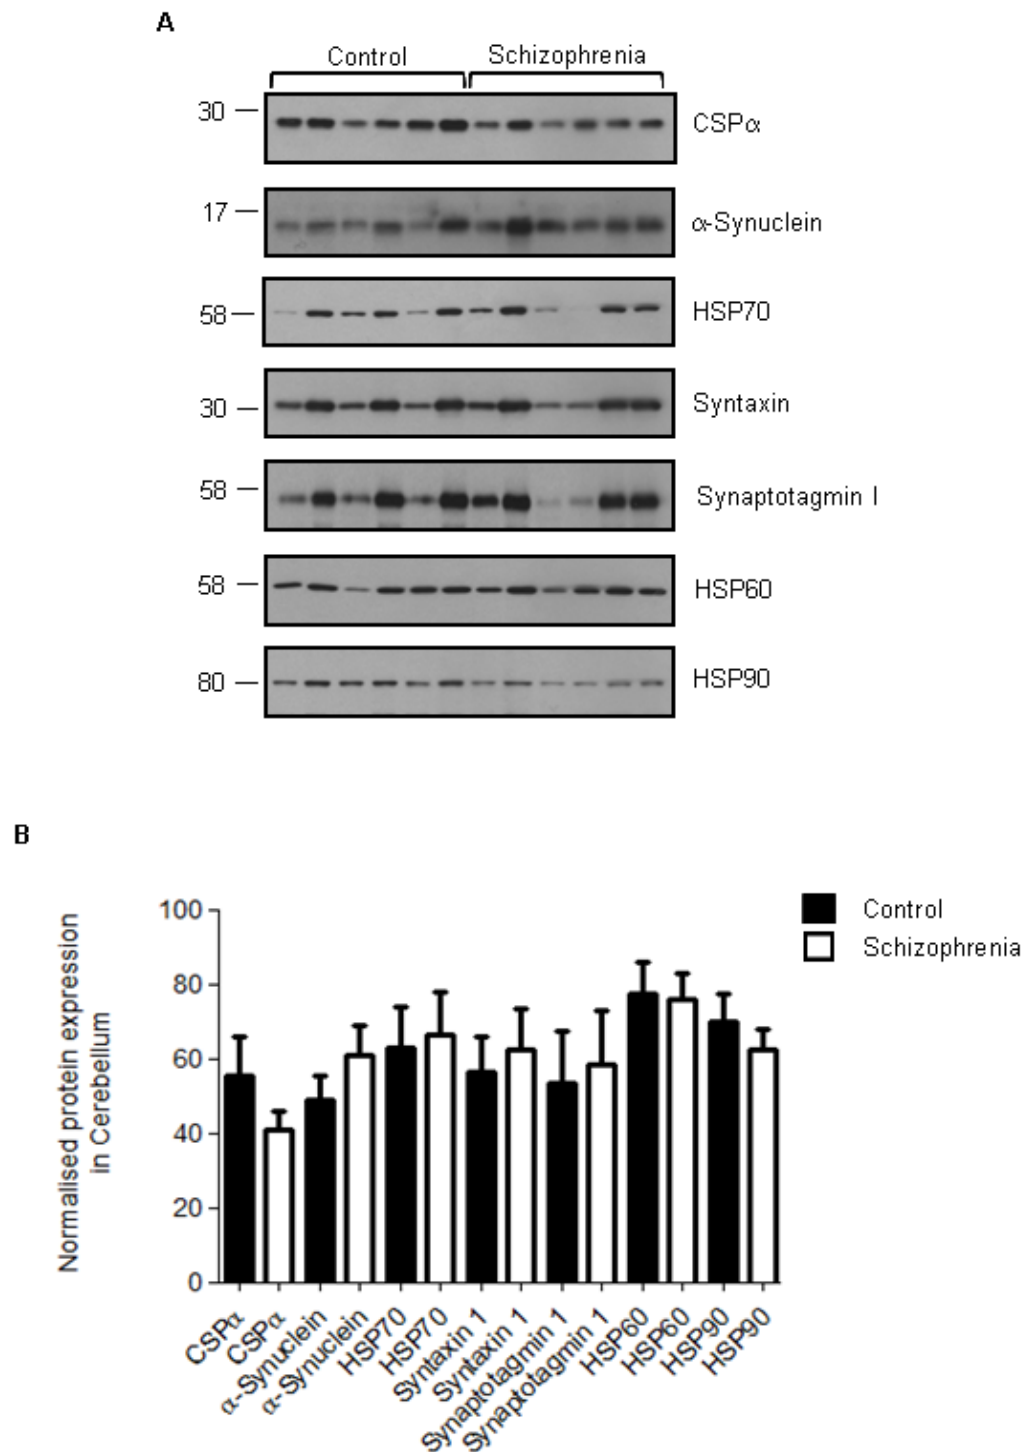 A
Control Schizophrenia
30 CSPα
17 α-Synuclein
58 HSP70
30 Syntaxin
58 Synaptotagmin I
58 HSP60
80 HSP90
B
Control
Schizophrenia
Normalised protein expression
in Cerebellum
100
80
60
40
20
0
CSPα
CSPα
α-Synuclein
α-Synuclein
HSP70
HSP70
Syntaxin 1
Syntaxin 1
Synaptotagmin 1
Synaptotagmin 1
HSP60
HSP60
HSP90
HSP90